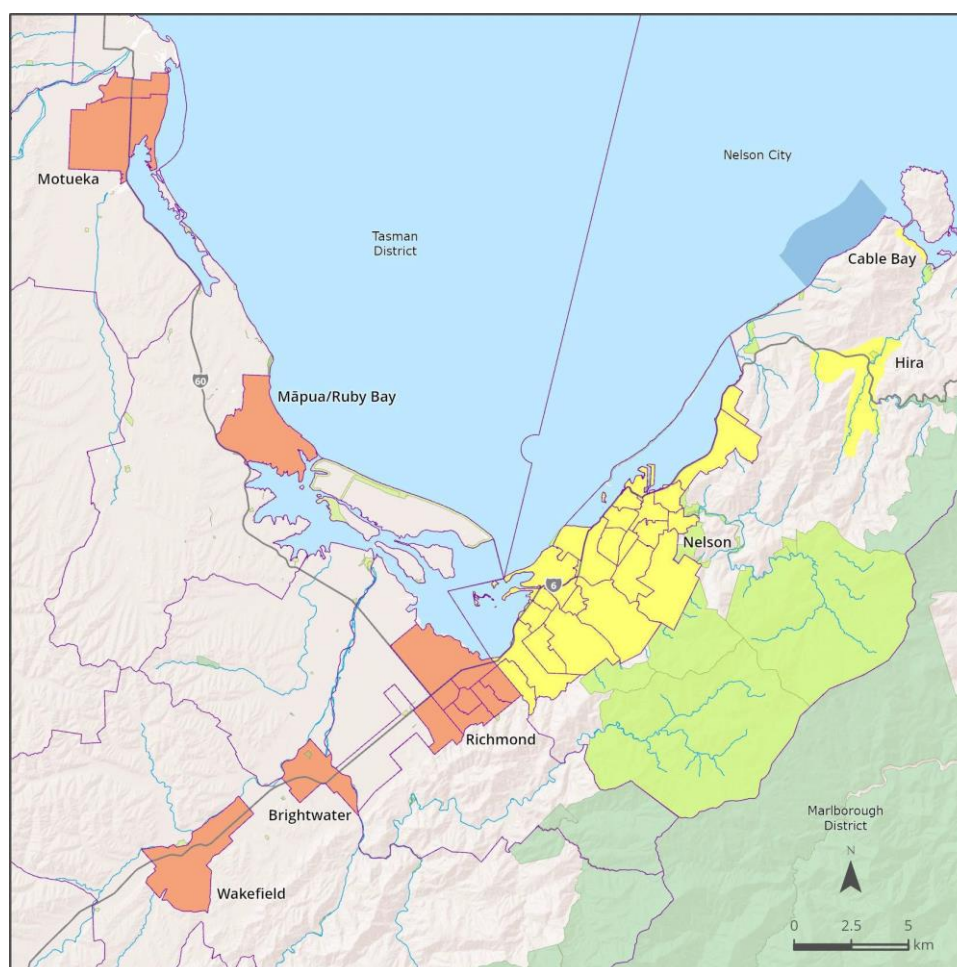 Nelson City
Motueka
Tasman
District
Cable Bay
Hira
60
Māpua/Ruby Bay
Nelson
6
Richmond
Brightwater
Marlborough
District
N
Wakefield
0 2.5 5
km